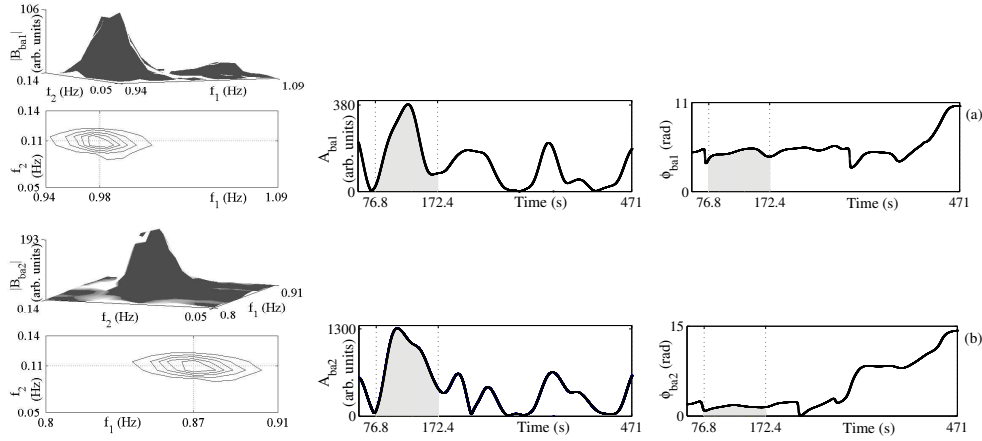 106
|B_ba1|
(arb. units)
0.14
f_2 (Hz)
0.05
0.94
f_1 (Hz)
1.09
0.14
0.11
0.05
f_2 (Hz)
0.94
0.98
f_1 (Hz)
1.09
380
A_ba1
(arb. units)
0
76.8
172.4
Time (s)
471
11
ϕ_ba1 (rad)
0
76.8
172.4
Time (s)
471
(a)
193
|B_ba2|
(arb. units)
0.14
f_2 (Hz)
0.05
0.8
f_1 (Hz)
0.91
0.14
0.11
0.05
f_2 (Hz)
0.8
f_1 (Hz)
0.87
0.91
1300
A_ba2
(arb. units)
0
76.8
172.4
Time (s)
471
15
ϕ_ba2 (rad)
0
76.8
172.4
Time (s)
471
(b)